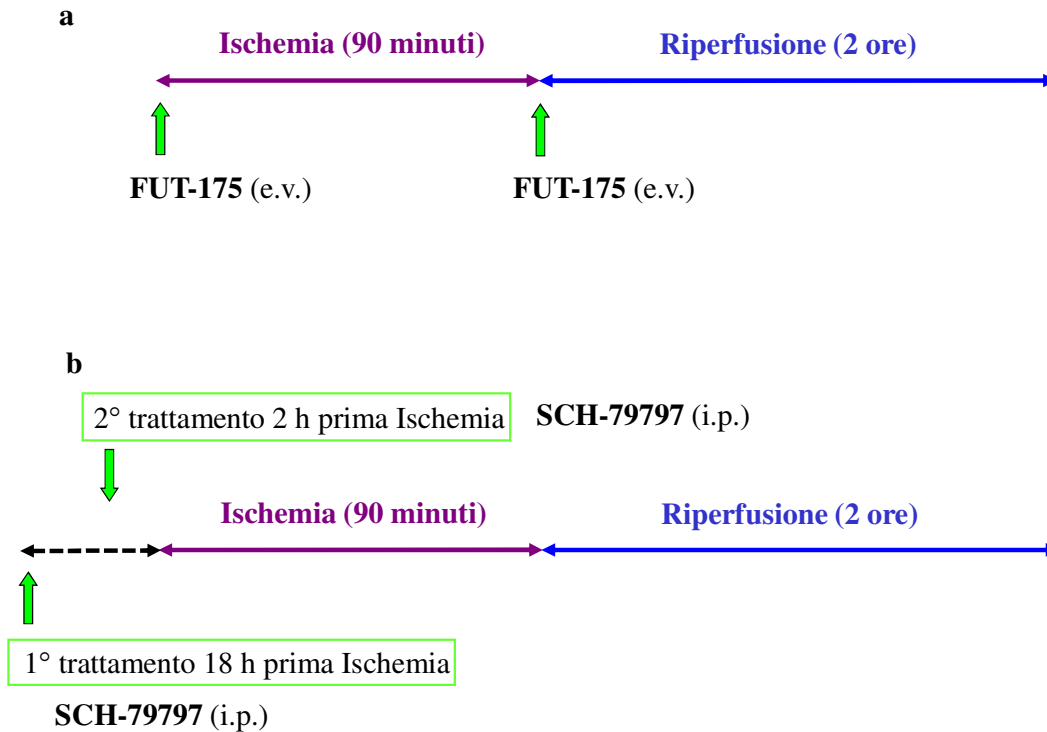 a
Ischemia (90 minuti)
Riperfusione (2 ore)
FUT-175 (e.v.)
FUT-175 (e.v.)
b
2° trattamento 2 h prima Ischemia
SCH-79797 (i.p.)
Ischemia (90 minuti)
Riperfusione (2 ore)
1° trattamento 18 h prima Ischemia
SCH-79797 (i.p.)